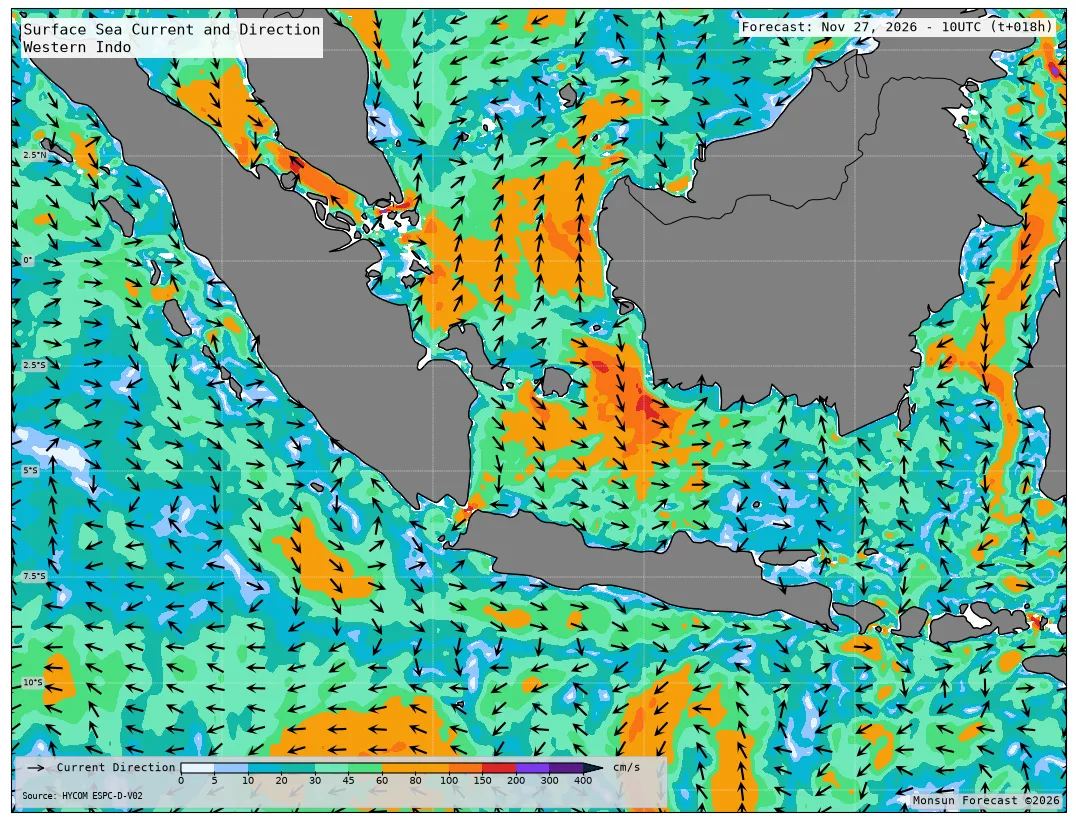 Surface Sea Current and Direction
Western Indo
Forecast: Nov 27, 2026 - 10UTC (t+018h)
2.5°N
0°
2.5°S
5°S
7.5°S
10°S
Current Direction
0 5 10 20 30 45 60 80 100 150 200 300 400 cm/s
Source: HYCOM ESPC-D-V02
Monsun Forecast ©2026